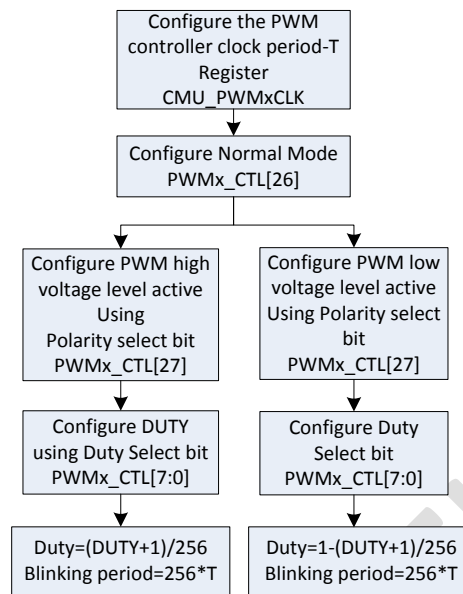 Configure the PWM
controller clock period-T
Register
CMU_PWMxCLK
Configure Normal Mode
PWMx_CTL[26]
Configure PWM high
voltage level active
Using
Polarity select bit
PWMx_CTL[27]
Configure PWM low
voltage level active
Using Polarity select
bit
PWMx_CTL[27]
Configure DUTY
using Duty Select bit
PWMx_CTL[7:0]
Configure Duty
Select bit
PWMx_CTL[7:0]
Duty=(DUTY+1)/256
Blinking period=256*T
Duty=1-(DUTY+1)/256
Blinking period=256*T